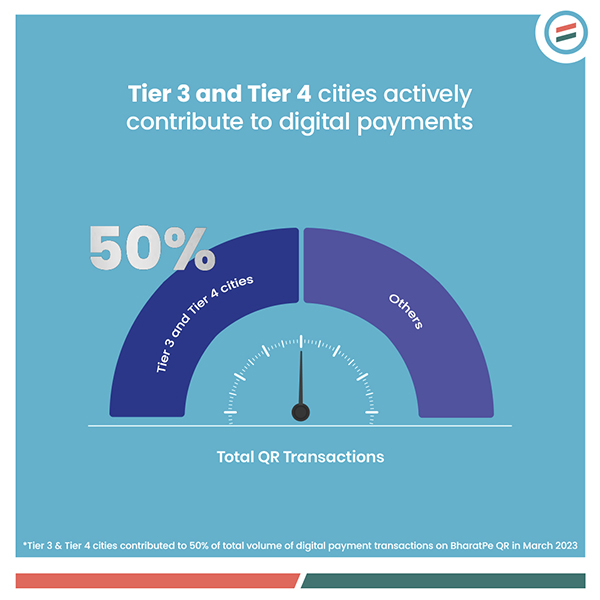 Tier 3 and Tier 4 cities actively
contribute to digital payments
50%
Tier 3 and Tier 4 cities
Others
Total QR Transactions
*Tier 3 & Tier 4 cities contributed to 50% of total volume of digital payment transactions on BharatPe QR in March 2023